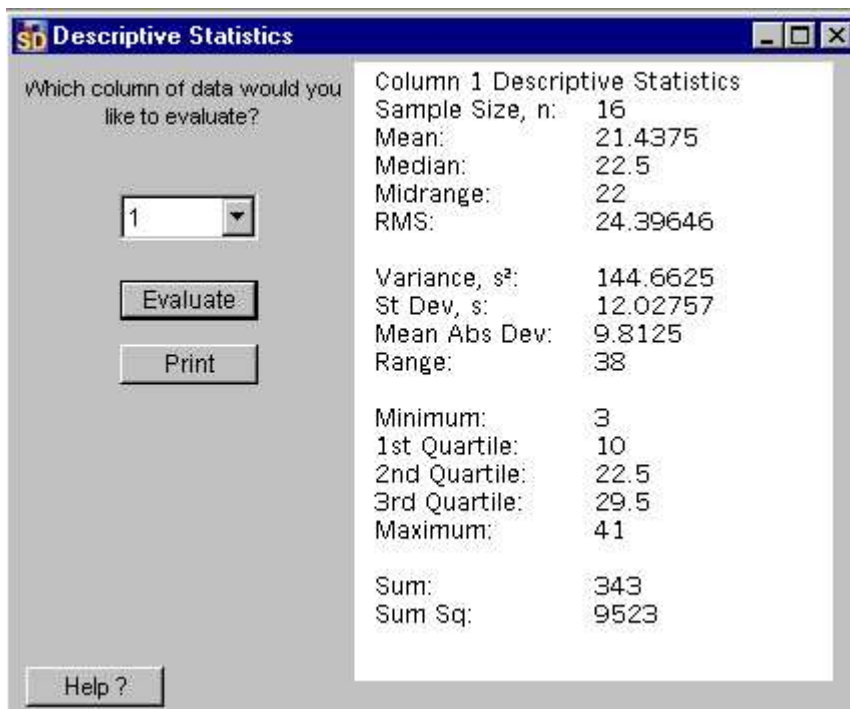 SD Descriptive Statistics
Which column of data would you
like to evaluate?
1
Evaluate
Print
Help ?
Column 1 Descriptive Statistics
Sample Size, n: 16
Mean: 21.4375
Median: 22.5
Midrange: 22
RMS: 24.39646
Variance, s²: 144.6625
St Dev, s: 12.02757
Mean Abs Dev: 9.8125
Range: 38
Minimum: 3
1st Quartile: 10
2nd Quartile: 22.5
3rd Quartile: 29.5
Maximum: 41
Sum: 343
Sum Sq: 9523